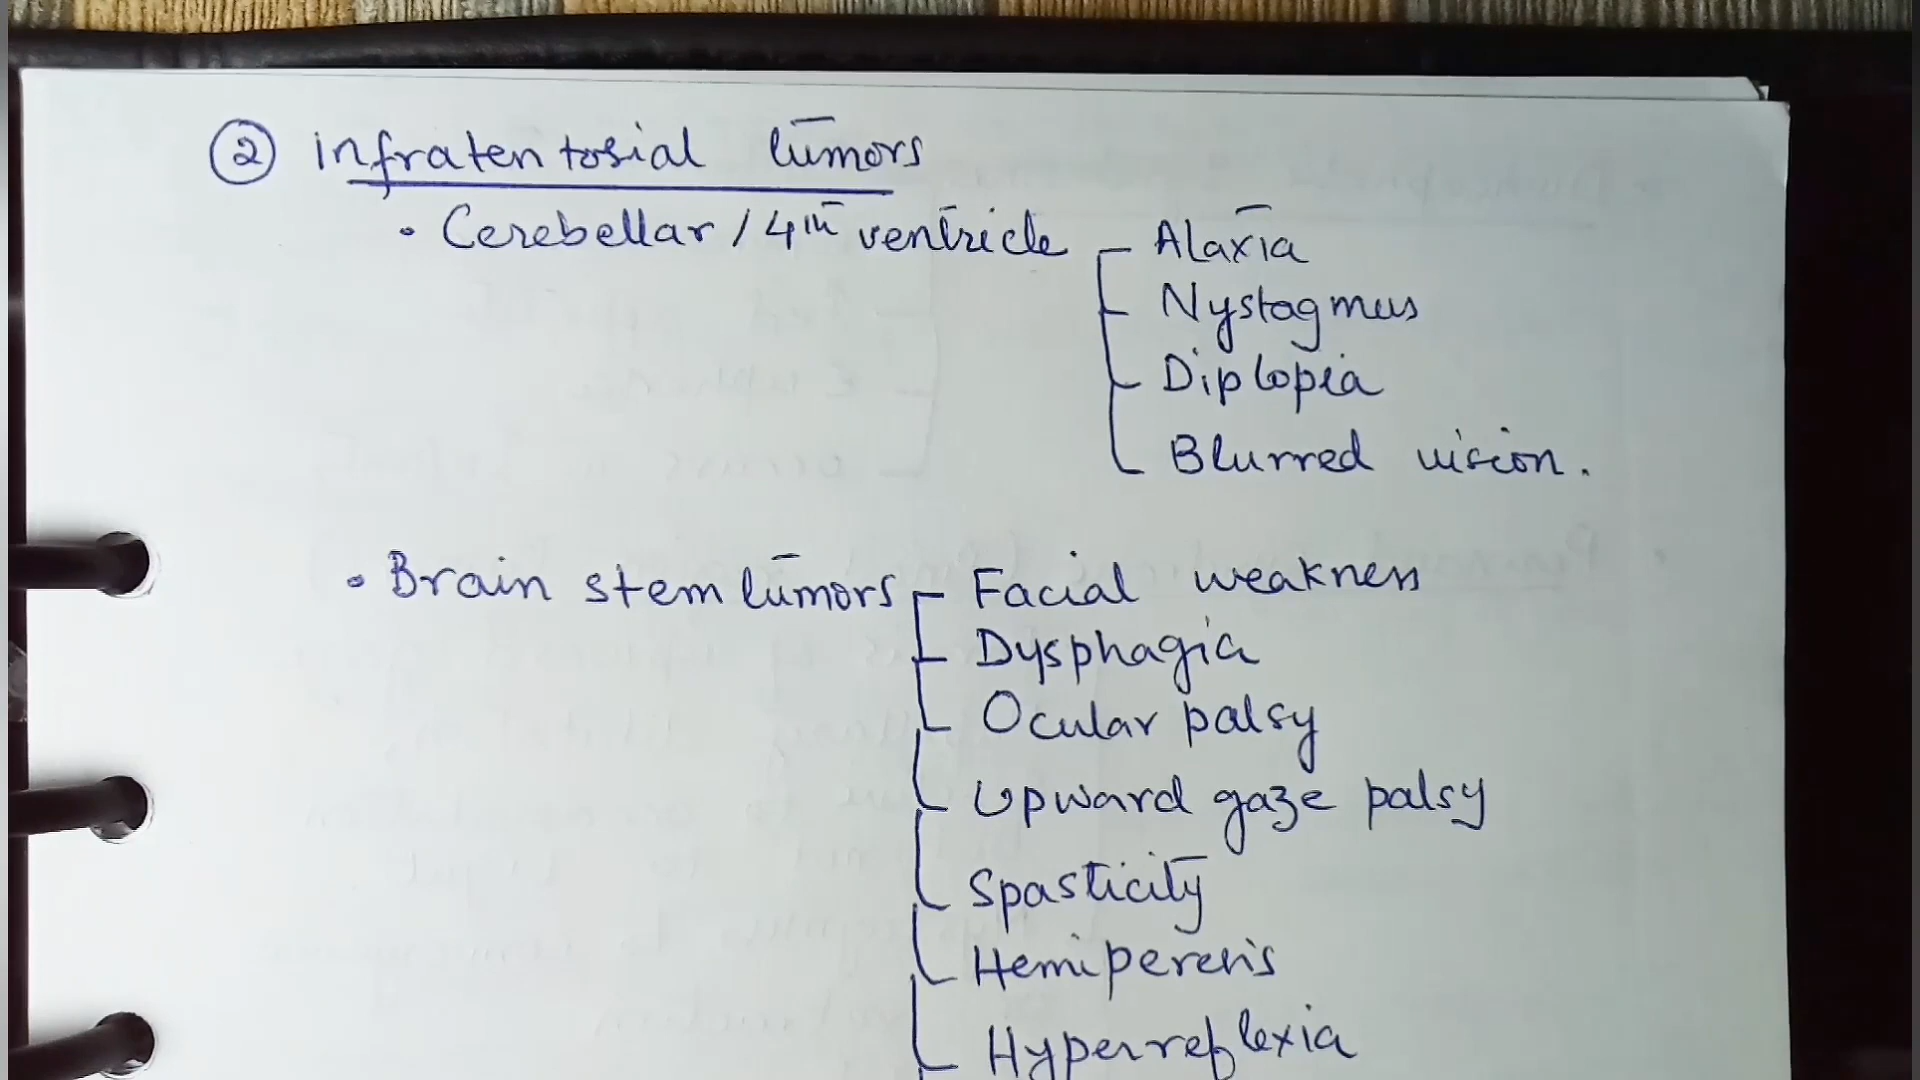 ② infratentorial tumors
• Cerebellar / 4th ventricle - Ataxia
- Nystagmus
- Diplopia
- Blurred vision.
• Brain stem tumors - Facial weakness
- Dysphagia
- Ocular palsy
- Upward gaze palsy
- Spasticity
- Hemiperesis
- Hyperreflexia